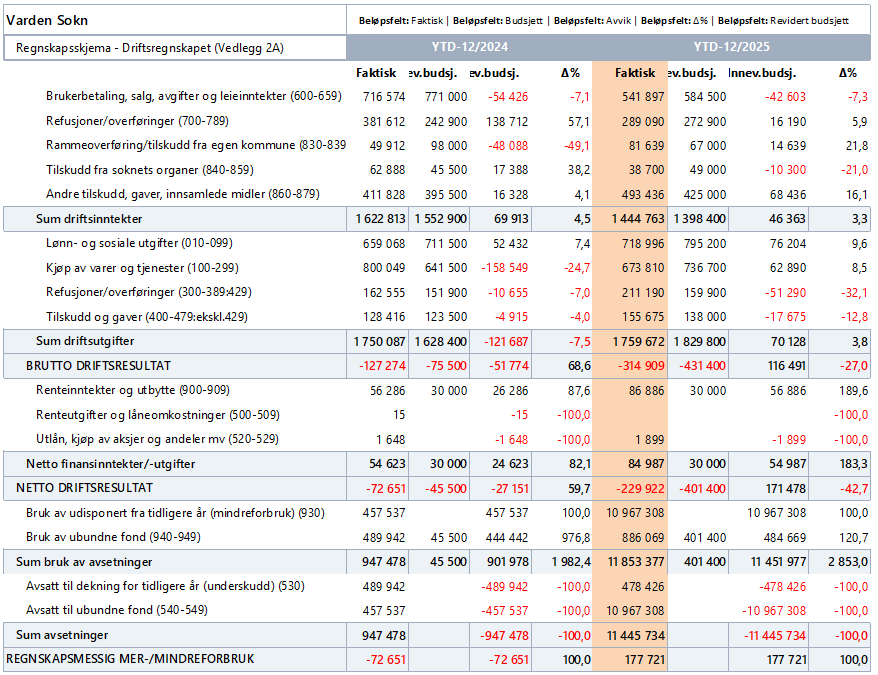 Varden Sokn Beløpsfelt: Faktisk | Beløpsfelt: Budsjett | Beløpsfelt: Avvik | Beløpsfelt: Δ% | Beløpsfelt: Revidert budsjett
Regnskapsskjema - Driftsregnskapet (Vedlegg 2A) YTD-12/2024 YTD-12/2025
Faktisk ev.budsj. ev.budsj. Δ% Faktisk ev.budsj. Innev.budsj. Δ%
Brukerbetaling, salg, avgifter og leieinntekter (600-659) 716 574 771 000 -54 426 -7,1 541 897 584 500 -42 603 -7,3
Refusjoner/overføringer (700-789) 381 612 242 900 138 712 57,1 289 090 272 900 16 190 5,9
Rammeoverføring/tilskudd fra egen kommune (830-839 49 912 98 000 -48 088 -49,1 81 639 67 000 14 639 21,8
Tilskudd fra soknets organer (840-859) 62 888 45 500 17 388 38,2 38 700 49 000 -10 300 -21,0
Andre tilskudd, gaver, innsamlede midler (860-879) 411 828 395 500 16 328 4,1 493 436 425 000 68 436 16,1
Sum driftsinntekter 1 622 813 1 552 900 69 913 4,5 1 444 763 1 398 400 46 363 3,3
Lønn- og sosiale utgifter (010-099) 659 068 711 500 52 432 7,4 718 996 795 200 76 204 9,6
Kjøp av varer og tjenester (100-299) 800 049 641 500 -158 549 -24,7 673 810 736 700 62 890 8,5
Refusjoner/overføringer (300-389:429) 162 555 151 900 -10 655 -7,0 211 190 159 900 -51 290 -32,1
Tilskudd og gaver (400-479:ekskl.429) 128 416 123 500 -4 915 -4,0 155 675 138 000 -17 675 -12,8
Sum driftsutgifter 1 750 087 1 628 400 -121 687 -7,5 1 759 672 1 829 800 70 128 3,8
BRUTTO DRIFTSRESULTAT -127 274 -75 500 -51 774 68,6 -314 909 -431 400 116 491 -27,0
Renteinntekter og utbytte (900-909) 56 286 30 000 26 286 87,6 86 886 30 000 56 886 189,6
Renteutgifter og låneomkostninger (500-509) 15 -15 -100,0 -100,0
Utlån, kjøp av aksjer og andeler mv (520-529) 1 648 -1 648 -100,0 1 899 -1 899 -100,0
Netto finansinntekter/-utgifter 54 623 30 000 24 623 82,1 84 987 30 000 54 987 183,3
NETTO DRIFTSRESULTAT -72 651 -45 500 -27 151 59,7 -229 922 -401 400 171 478 -42,7
Bruk av udisponert fra tidligere år (mindreforbruk) (930) 457 537 457 537 100,0 10 967 308 10 967 308 100,0
Bruk av ubundne fond (940-949) 489 942 45 500 444 442 976,8 886 069 401 400 484 669 120,7
Sum bruk av avsetninger 947 478 45 500 901 978 1 982,4 11 853 377 401 400 11 451 977 2 853,0
Avsatt til dekning for tidligere år (underskudd) (530) 489 942 -489 942 -100,0 478 426 -478 426 -100,0
Avsatt til ubundne fond (540-549) 457 537 -457 537 -100,0 10 967 308 -10 967 308 -100,0
Sum avsetninger 947 478 -947 478 -100,0 11 445 734 -11 445 734 -100,0
REGNSKAPSMESSIG MER-/MINDREFORBRUK -72 651 -72 651 100,0 177 721 177 721 100,0